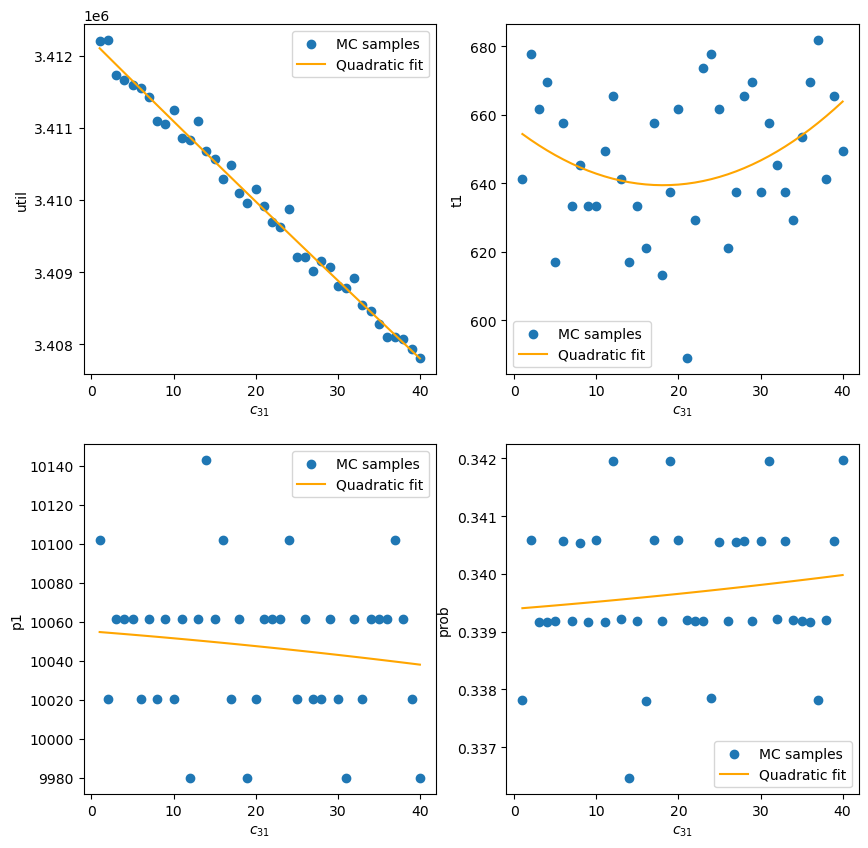 1e6
3.412
3.411
3.410
3.409
3.408
util
MC samples
Quadratic fit
0 10 20 30 40
c31
680
660
640
620
600
t1
MC samples
Quadratic fit
0 10 20 30 40
c31
10140
10120
10100
10080
10060
10040
10020
10000
9980
p1
MC samples
Quadratic fit
0 10 20 30 40
c31
0.342
0.341
0.340
0.339
0.338
0.337
prob
MC samples
Quadratic fit
0 10 20 30 40
c31